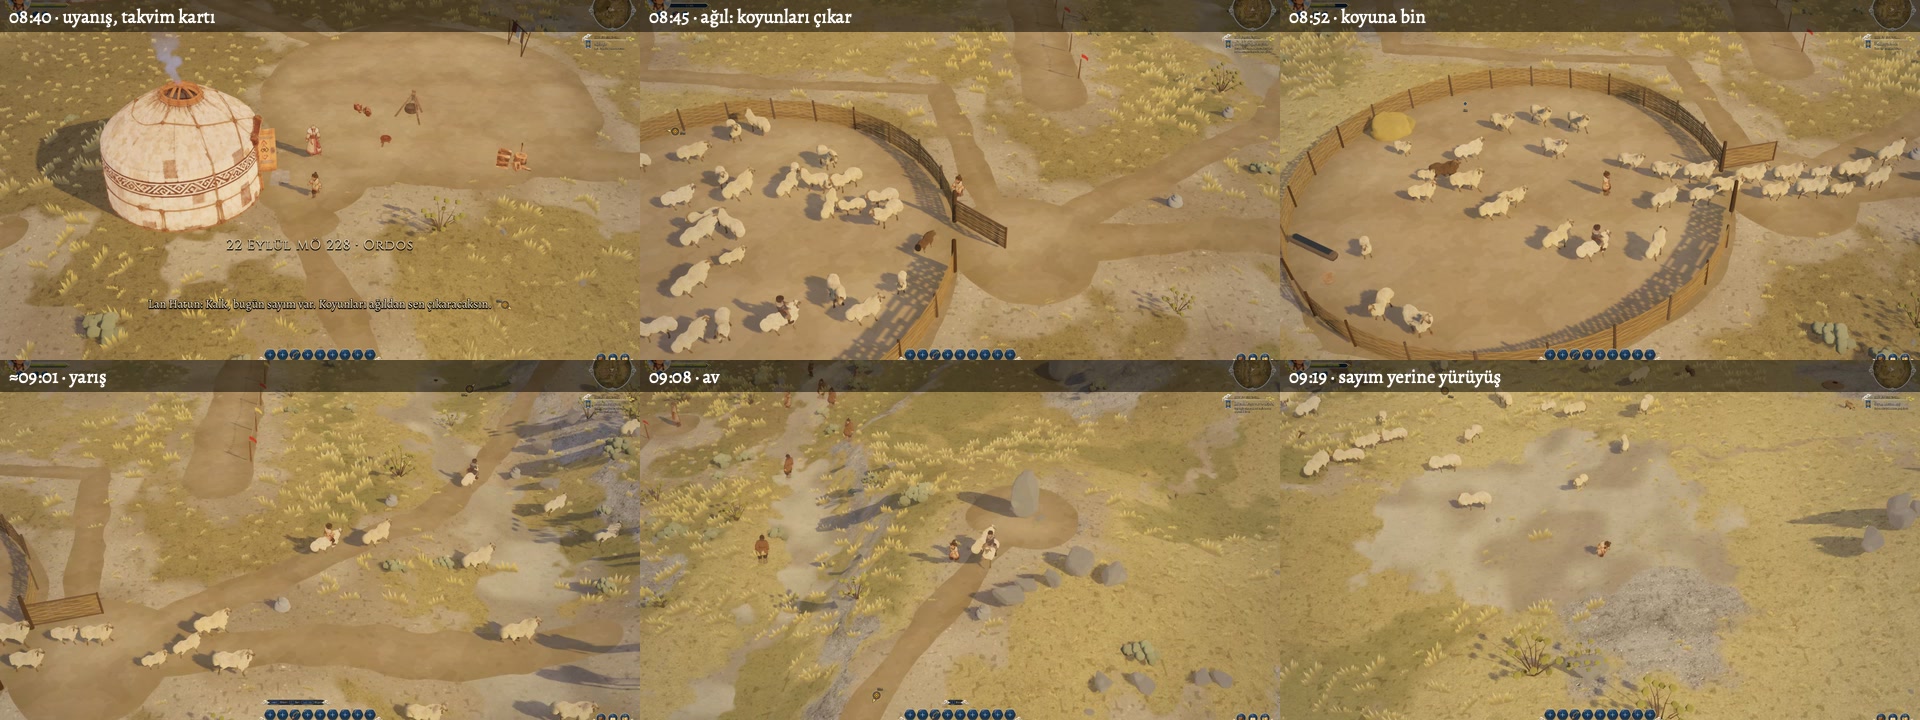 08:40 · uyanış, takvim kartı
08:45 · ağıl: koyunları çıkar
08:52 · koyuna bin
22 EYLÜL MÖ 228 · ORDOS
Lan Hatun: Kalk, bugün sayım var. Koyunları ağıldan sen çıkaracaksın.
≈09:01 · yarış
09:08 · av
09:19 · sayım yerine yürüyüş